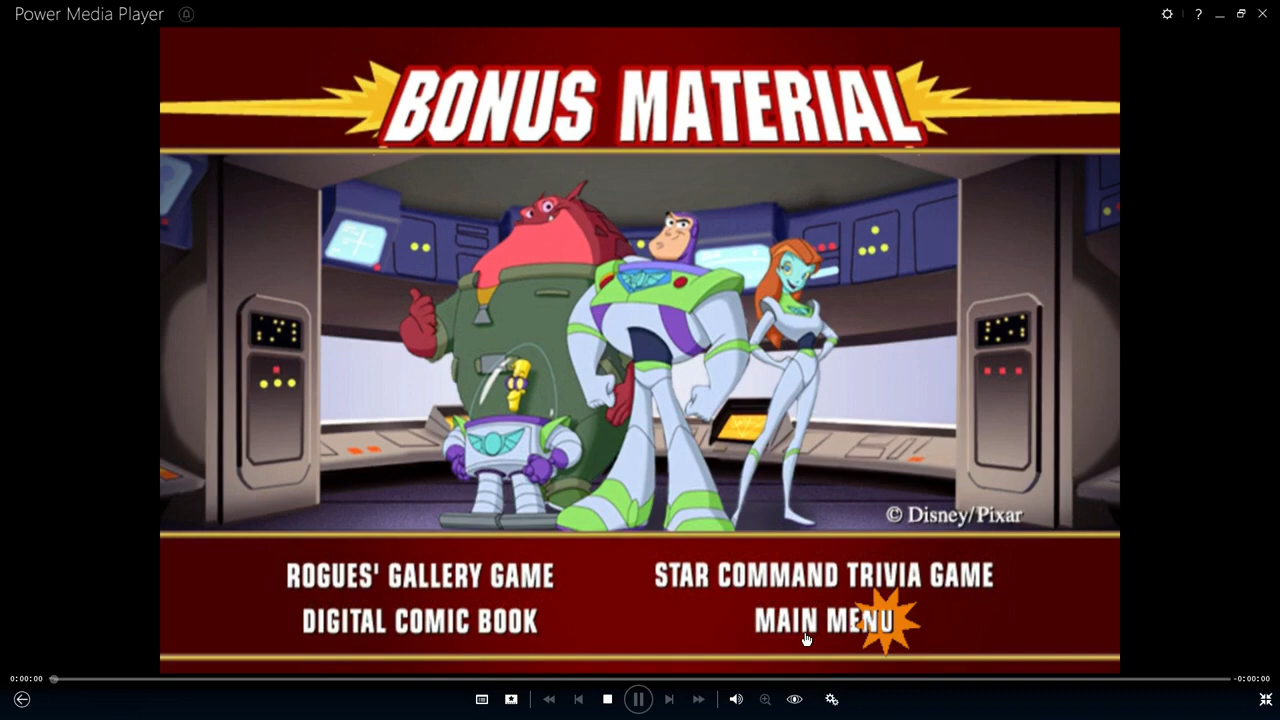 Power Media Player
BONUS MATERIAL
© Disney/Pixar
ROGUES' GALLERY GAME
STAR COMMAND TRIVIA GAME
DIGITAL COMIC BOOK
MAIN MENU
0:00:00
-0:00:00